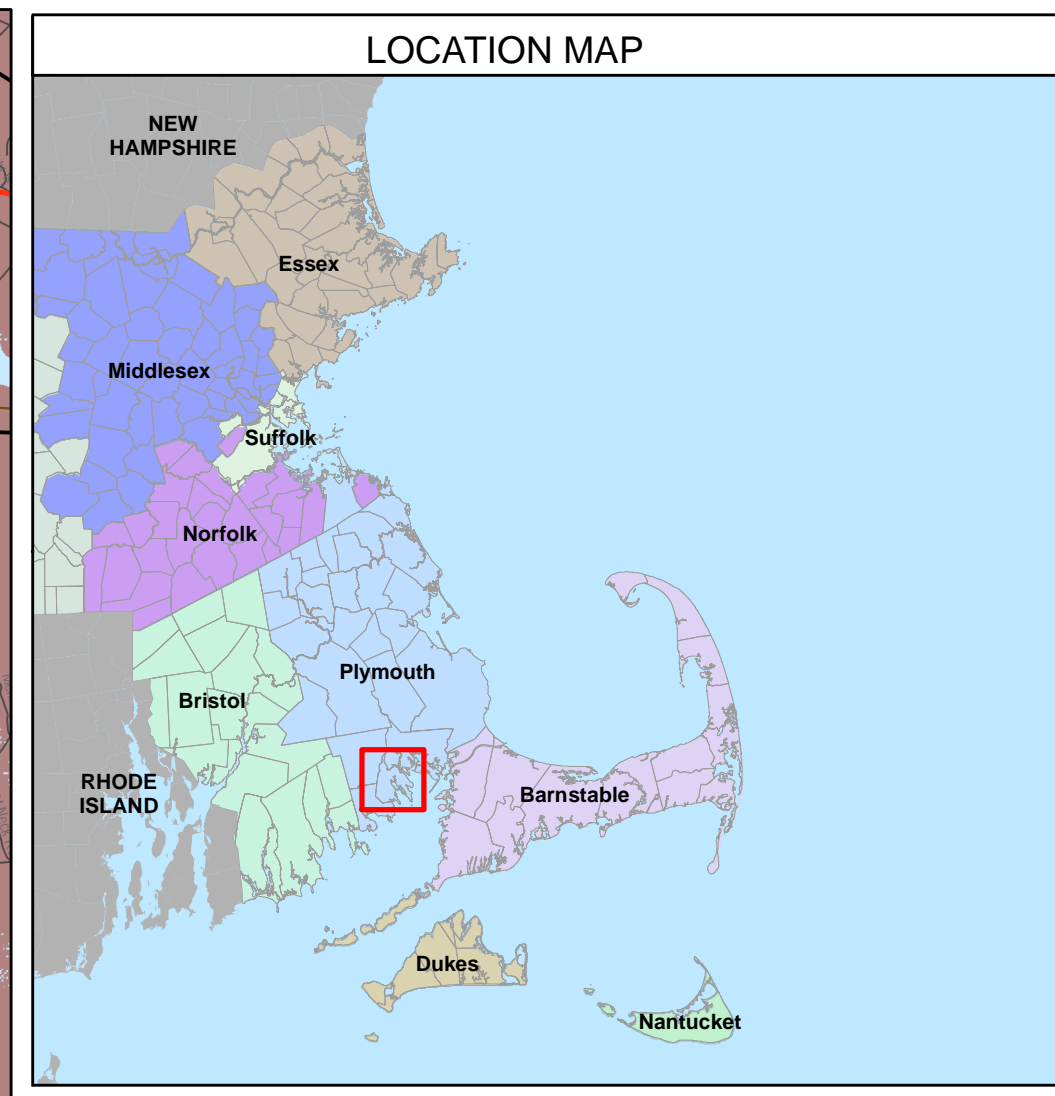 LOCATION MAP
NEW
HAMPSHIRE
Essex
Middlesex
Suffolk
Norfolk
Plymouth
Bristol
RHODE
ISLAND
Barnstable
Dukes
Nantucket